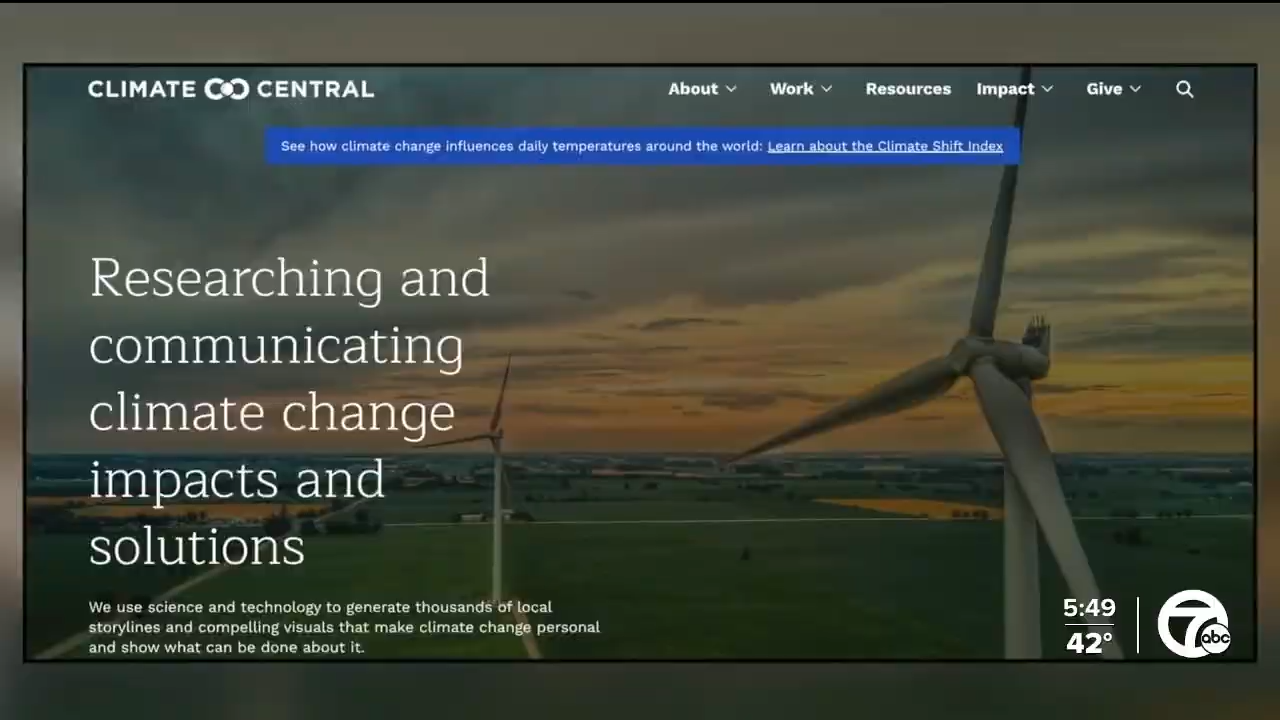 CLIMATE CENTRAL
About Work Resources Impact Give
See how climate change influences daily temperatures around the world: Learn about the Climate Shift Index
Researching and
communicating
climate change
impacts and
solutions
We use science and technology to generate thousands of local
storylines and compelling visuals that make climate change personal
and show what can be done about it.
5:49
42°
7 abc